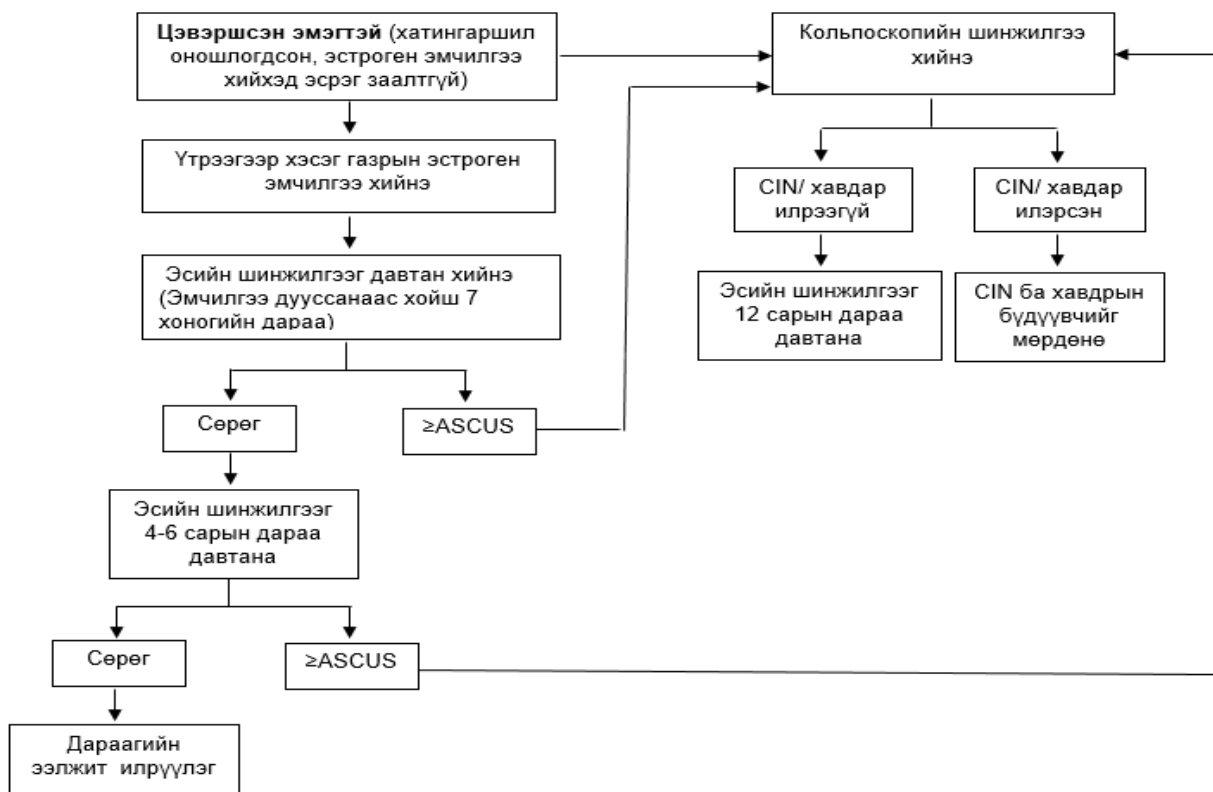 Цэвэршсэн эмэгтэй (хатингаршил
оношлогдсон, эстроген эмчилгээ
хийхэд эсрэг заалтгүй)
Үтрээгээр хэсэг газрын эстроген
эмчилгээ хийнэ
Эсийн шинжилгээг давтан хийнэ
(Эмчилгээ дууссанаас хойш 7
хоногийн дараа)
Сөрөг
≥ASCUS
Эсийн шинжилгээг
4-6 сарын дараа
давтана
Сөрөг
≥ASCUS
Дараагийн
ээлжит илрүүлэг
Кольпоскопийн шинжилгээ
хийнэ
CIN/ хавдар
илрээгүй
CIN/ хавдар
илэрсэн
Эсийн шинжилгээг
12 сарын дараа
давтана
CIN ба хавдрын
бүдүүвчийг
мөрдөнө